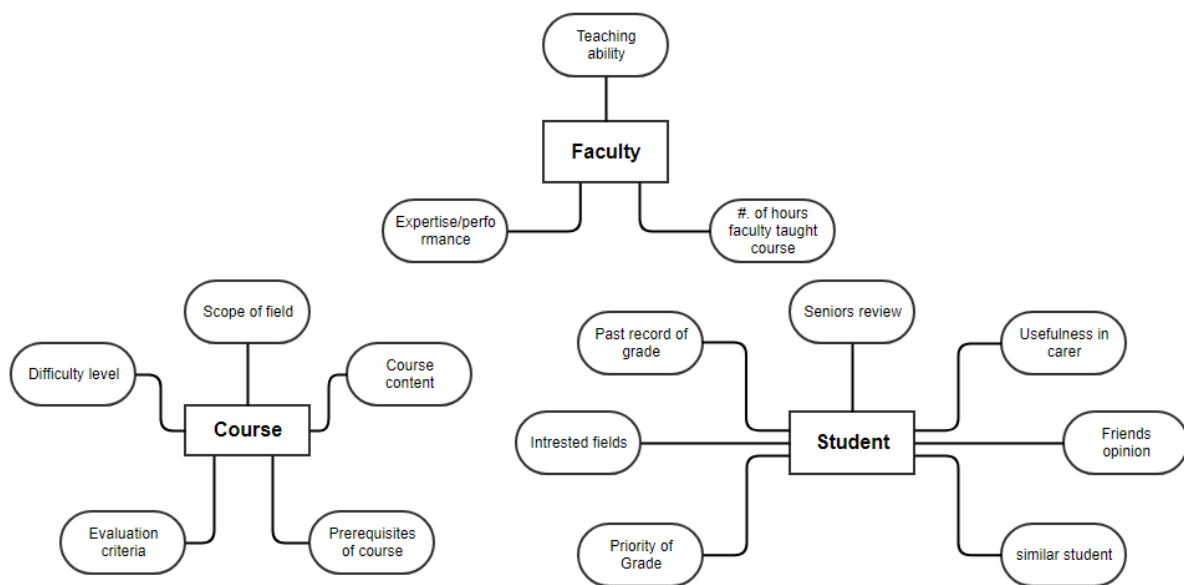 Teaching
ability
Faculty
Expertise/perfo
rmance
#. of hours
faculty taught
course
Scope of field
Difficulty level
Course
content
Course
Evaluation
criteria
Prerequisites
of course
Seniors review
Past record of
grade
Usefulness in
carer
Intrested fields
Student
Friends
opinion
Priority of
Grade
similar student